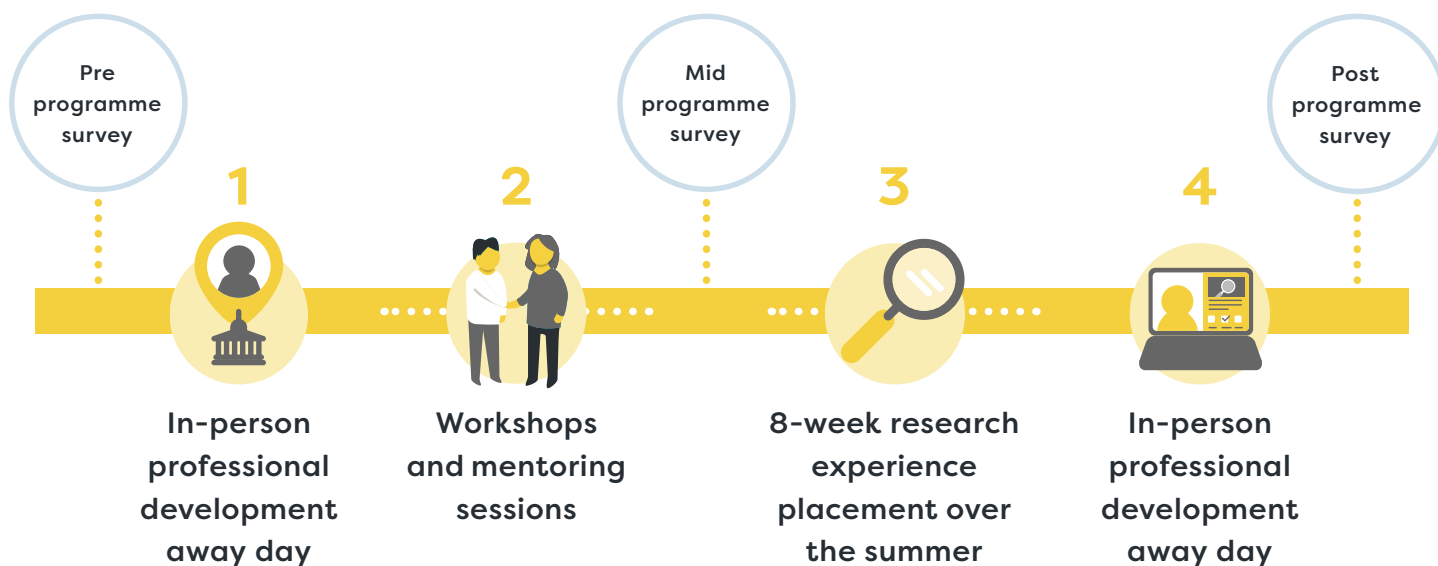 Pre
programme
survey
Mid
programme
survey
Post
programme
survey
1
2
3
4
In-person
professional
development
away day
Workshops
and mentoring
sessions
8-week research
experience
placement over
the summer
In-person
professional
development
away day